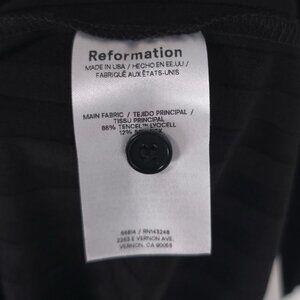 Reformation
MADE IN USA / HECHO EN EE.UU /
FABRIQUÉ AUX ÉTATS-UNIS
MAIN FABRIC / TEJIDO PRINCIPAL /
TISSU PRINCIPAL
88% TENCEL™ LYOCELL
12%
/ RN143248
2263 E VERNON AVE.
VERNON, CA 90058